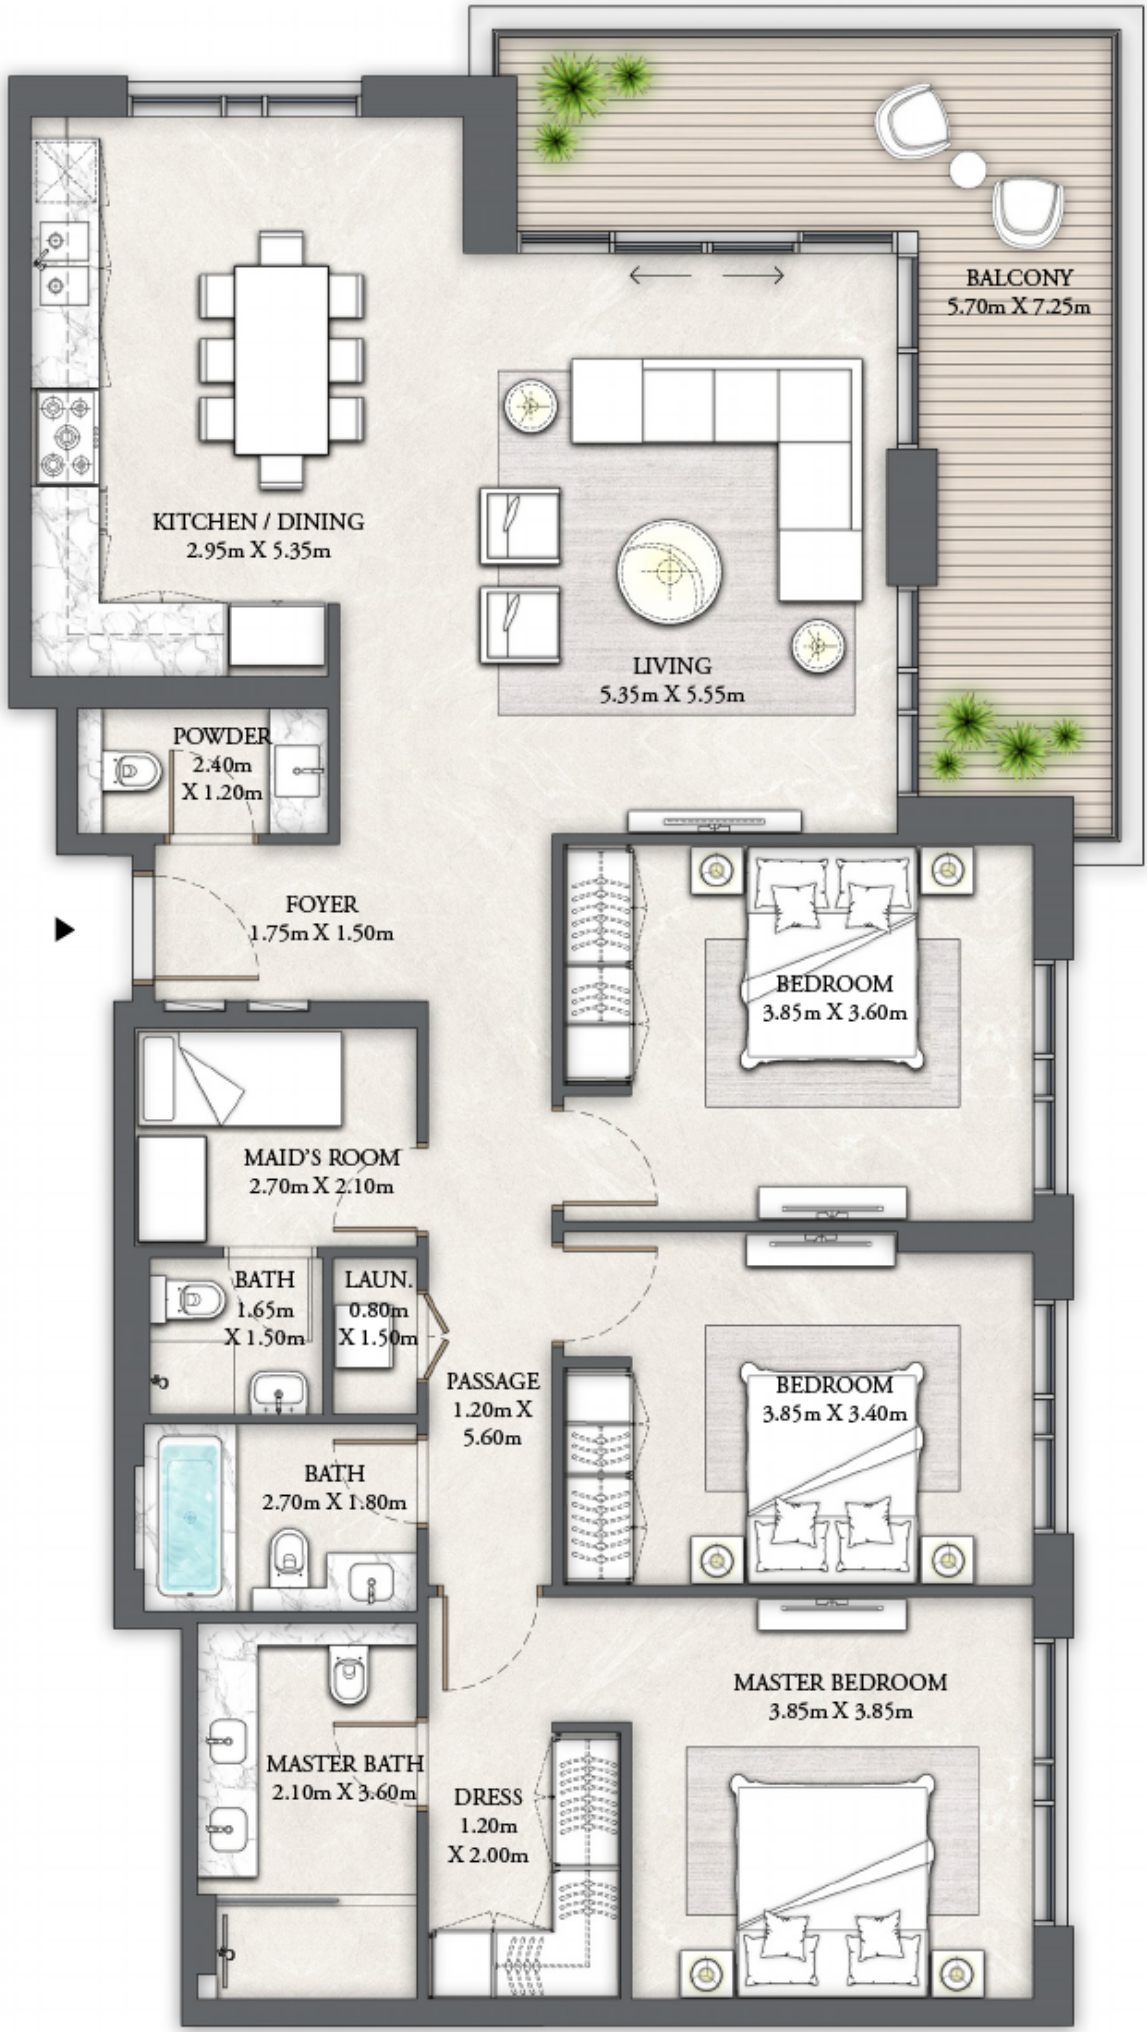 BALCONY
5.70m X 7.25m
KITCHEN / DINING
2.95m X 5.35m
LIVING
5.35m X 5.55m
POWDER
2.40m
X 1.20m
FOYER
1.75m X 1.50m
BEDROOM
3.85m X 3.60m
MAID'S ROOM
2.70m X 2.10m
BATH
1.65m
X 1.50m
LAUN.
0.80m
X 1.50m
PASSAGE
1.20m X
5.60m
BEDROOM
3.85m X 3.40m
BATH
2.70m X 1.80m
MASTER BEDROOM
3.85m X 3.85m
MASTER BATH
2.10m X 3.60m
DRESS
1.20m
X 2.00m